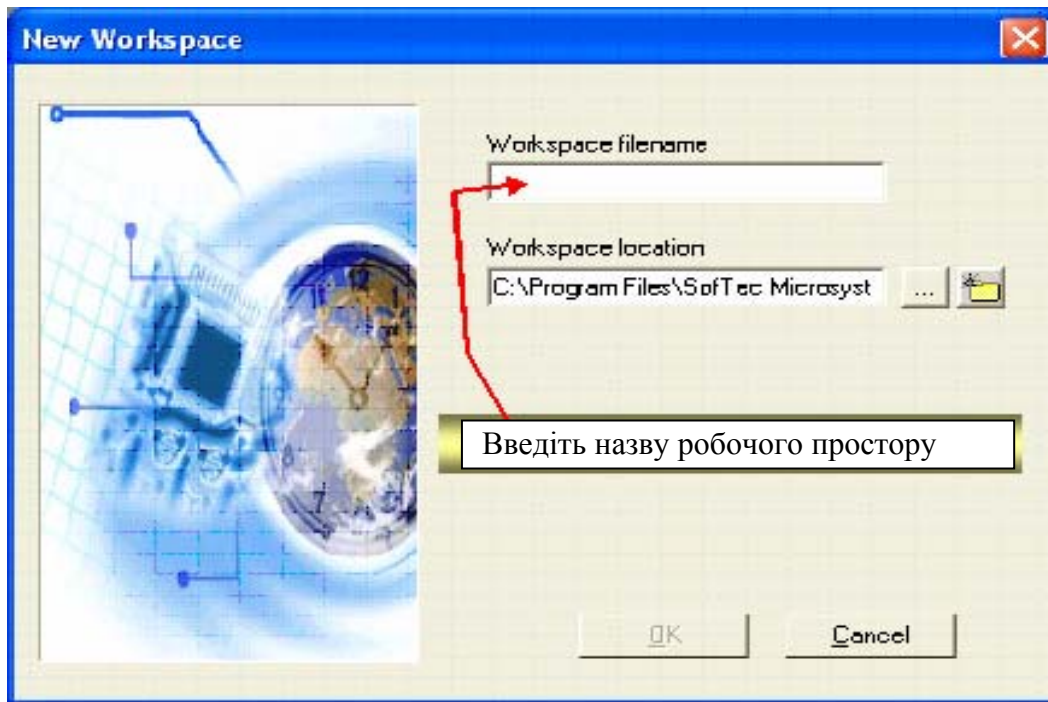 New Workspace
Workspace filename
Workspace location
C:\Program Files\SofTec Microsyst
...
Введіть назву робочого простору
OK
Cancel